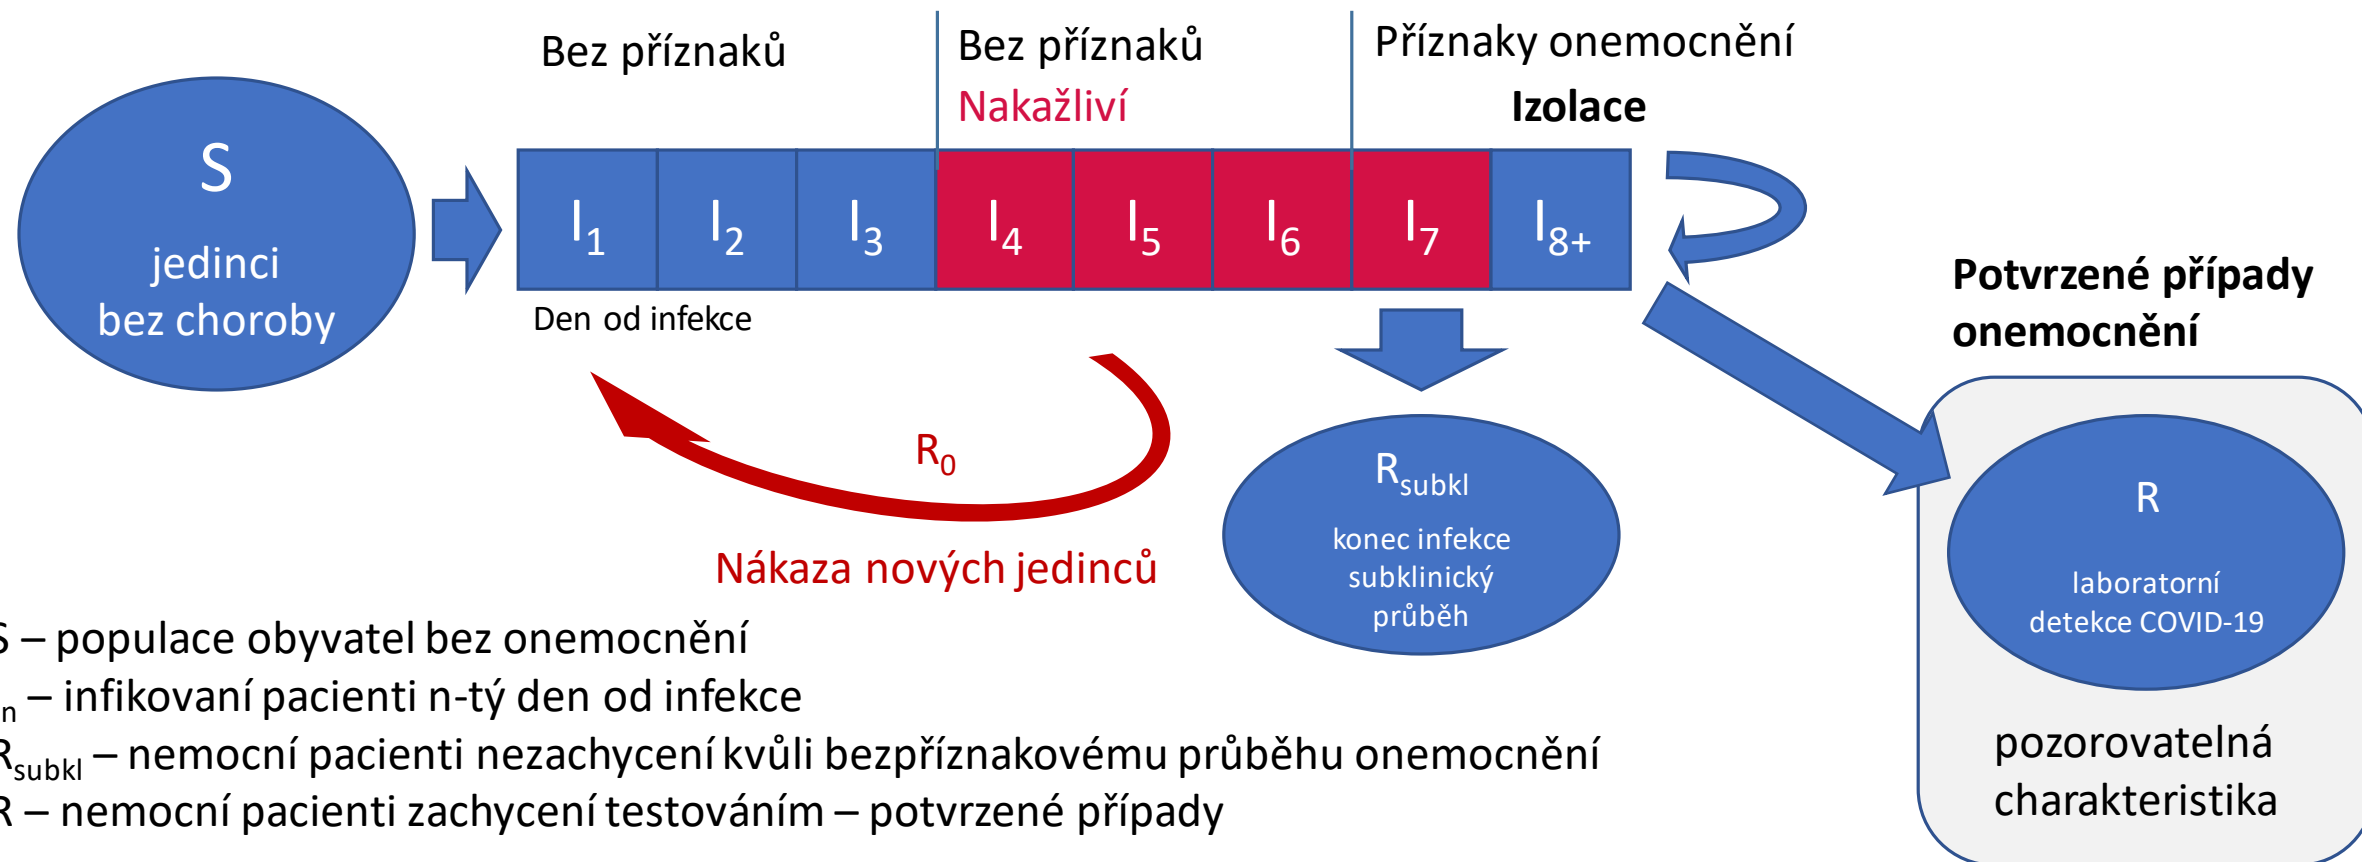 Bez příznaků
Bez příznaků
Nakažliví
Příznaky onemocnění
Izolace
S
jedinci
bez choroby
I1
I2
I3
I4
I5
I6
I7
I8+
Den od infekce
Potvrzené případy
onemocnění
R0
Nákaza nových jedinců
Rsubkl
konec infekce
subklinický
průběh
R
laboratorní
detekce COVID-19
pozorovatelná
charakteristika
S – populace obyvatel bez onemocnění
n – infikovaní pacienti n-tý den od infekce
Rsubkl – nemocní pacienti nezachycení kvůli bezpříznakovému průběhu onemocnění
R – nemocní pacienti zachycení testováním – potvrzené případy